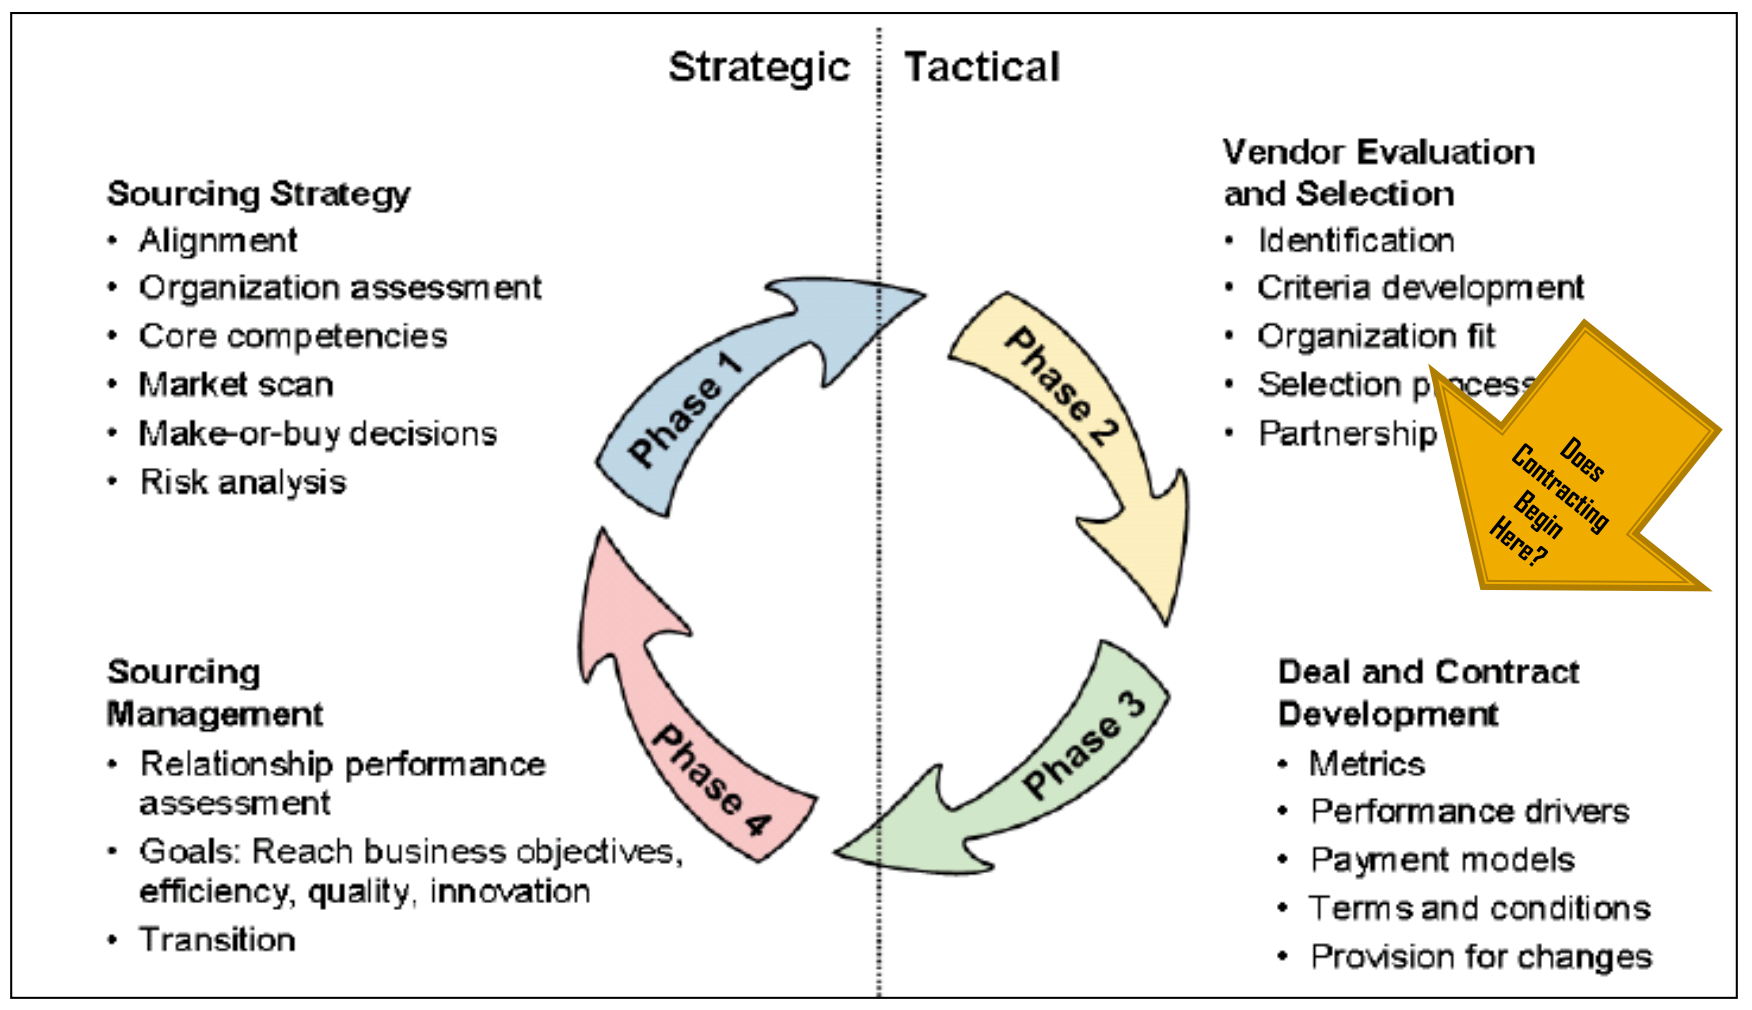 Strategic
Tactical
Sourcing Strategy
• Alignment
• Organization assessment
• Core competencies
• Market scan
• Make-or-buy decisions
• Risk analysis
Vendor Evaluation
and Selection
• Identification
• Criteria development
• Organization fit
• Selection process
• Partnership
Does
Contracting
Begin
Here?
Phase 1
Phase 2
Phase 3
Phase 4
Deal and Contract
Development
• Metrics
• Performance drivers
• Payment models
• Terms and conditions
• Provision for changes
Sourcing
Management
• Relationship performance
assessment
• Goals: Reach business objectives,
efficiency, quality, innovation
• Transition